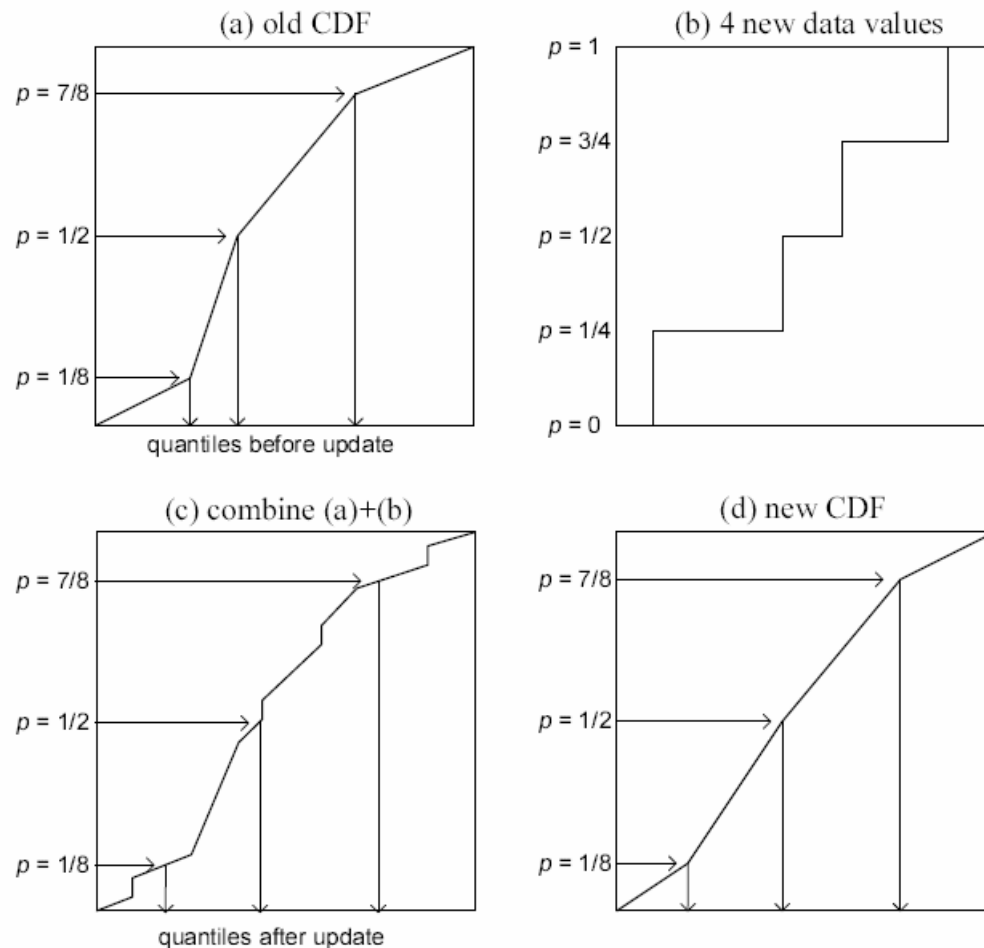 (a) old CDF
p = 7/8
p = 1/2
p = 1/8
quantiles before update
(b) 4 new data values
p = 1
p = 3/4
p = 1/2
p = 1/4
p = 0
(c) combine (a)+(b)
p = 7/8
p = 1/2
p = 1/8
quantiles after update
(d) new CDF
p = 7/8
p = 1/2
p = 1/8